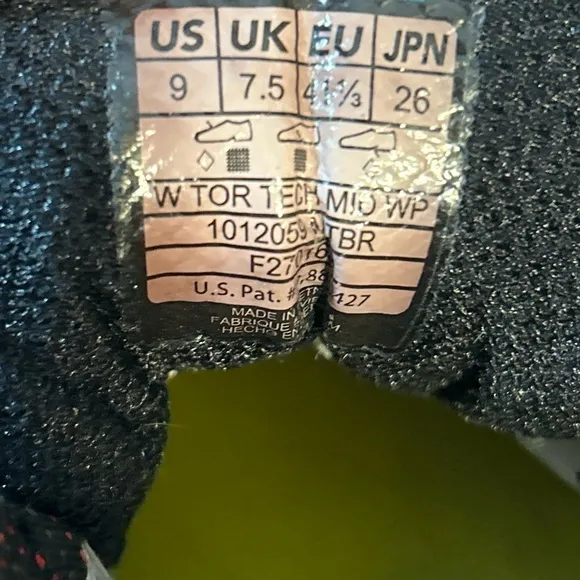 US UK EU JPN
9 7.5 41⅓ 26
W TOR TECH MID WP
1012059 TBR
U.S. Pat.
MADE IN
FABRIQUE
HECHO EN